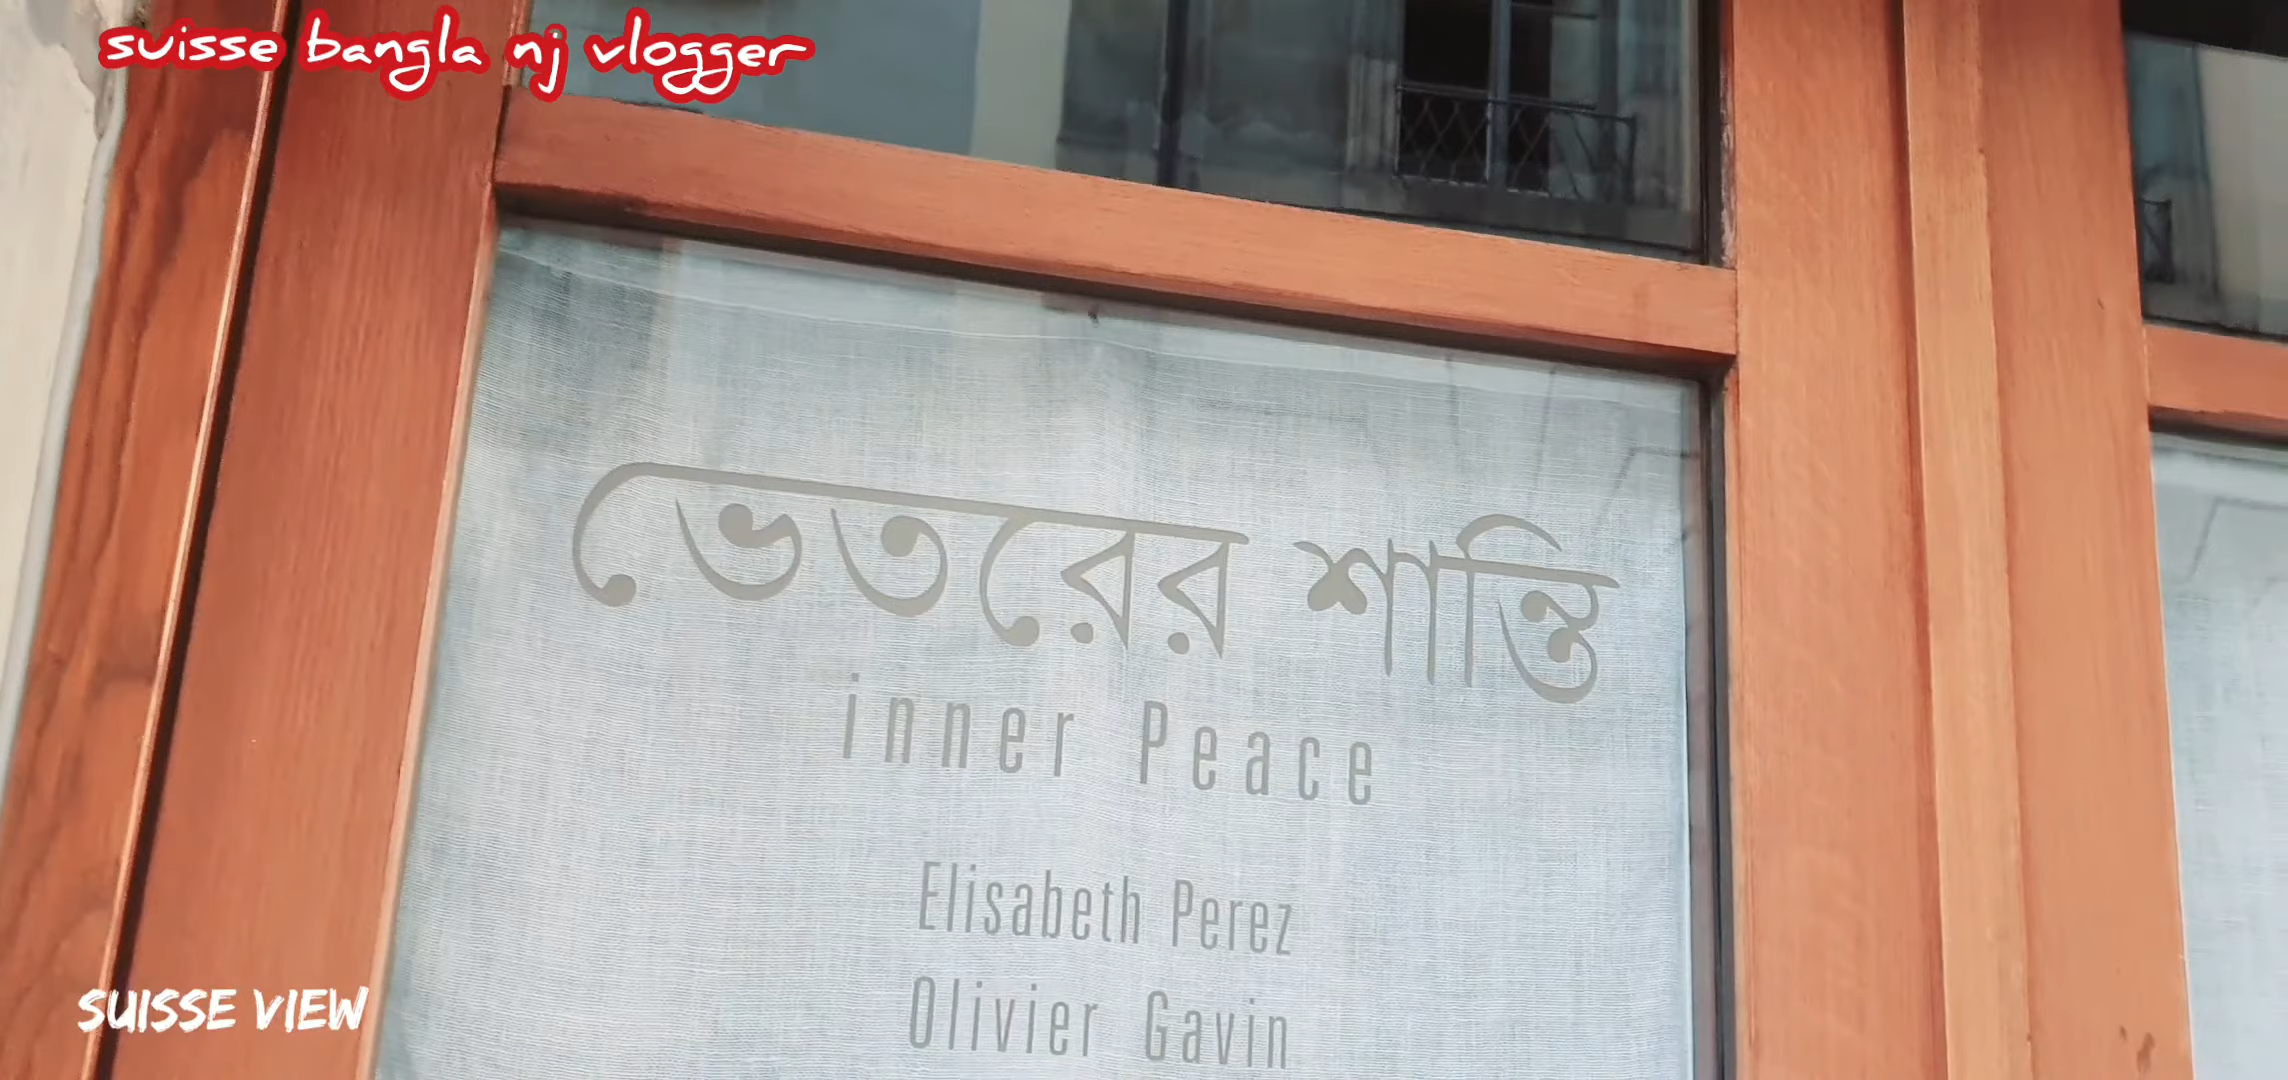 suisse bangla nj vlogger
ভেতরের শান্তি
inner Peace
Elisabeth Perez
Olivier Gavin
SUISSE VIEW